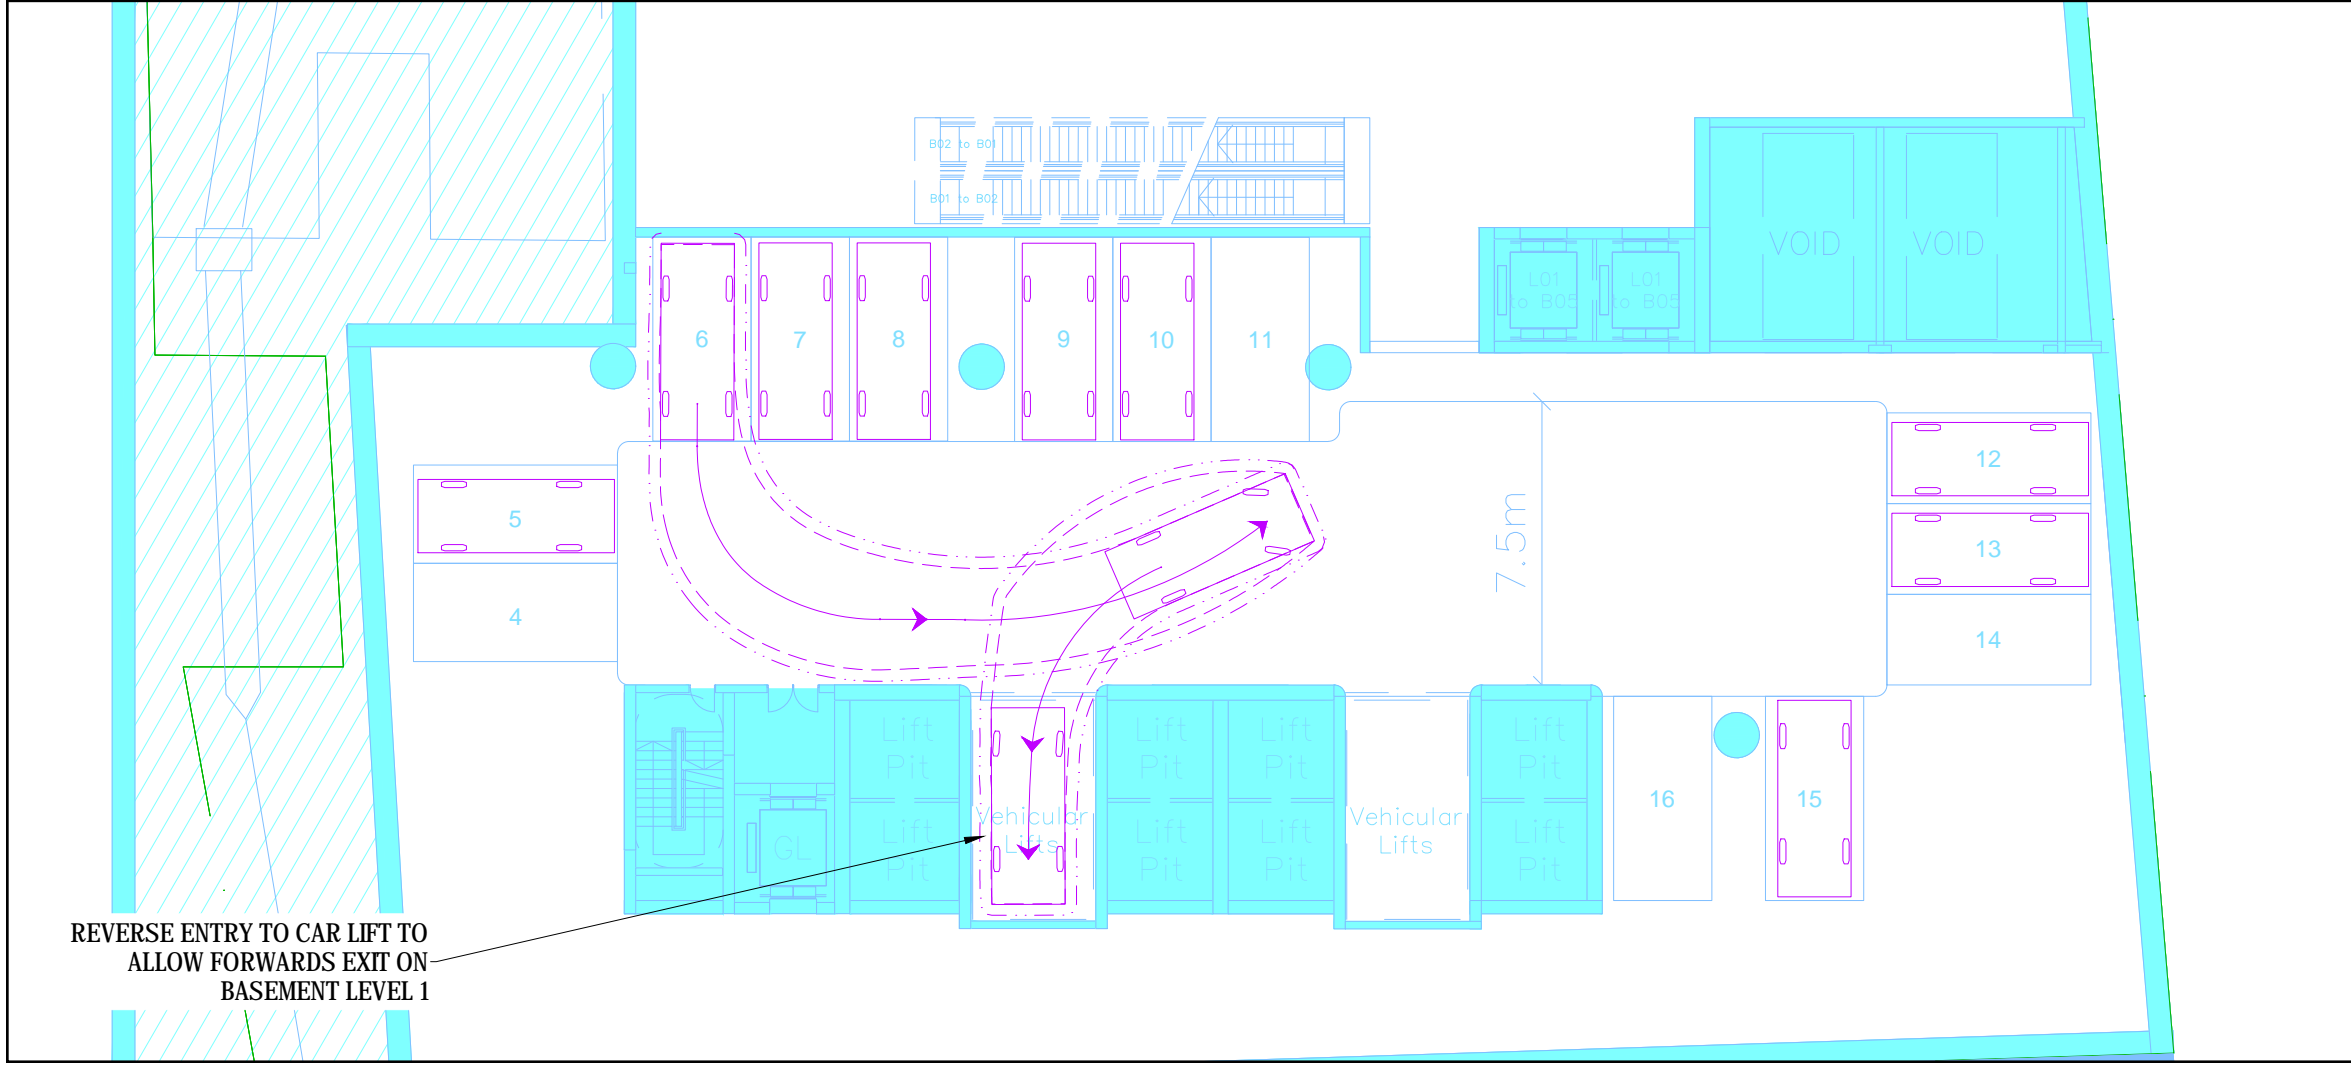 B02 to B01
B01 to B02
VOID
VOID
L01
to B05
L01
to B05
6
7
8
9
10
11
12
5
13
7.5m
4
14
Lift
Pit
Lift
Pit
Lift
Pit
Lift
Pit
16
15
Vehicular
Lifts
Vehicular
Lifts
GL
Lift
Pit
Lift
Pit
Lift
Pit
Lift
Pit
REVERSE ENTRY TO CAR LIFT TO
ALLOW FORWARDS EXIT ON
BASEMENT LEVEL 1